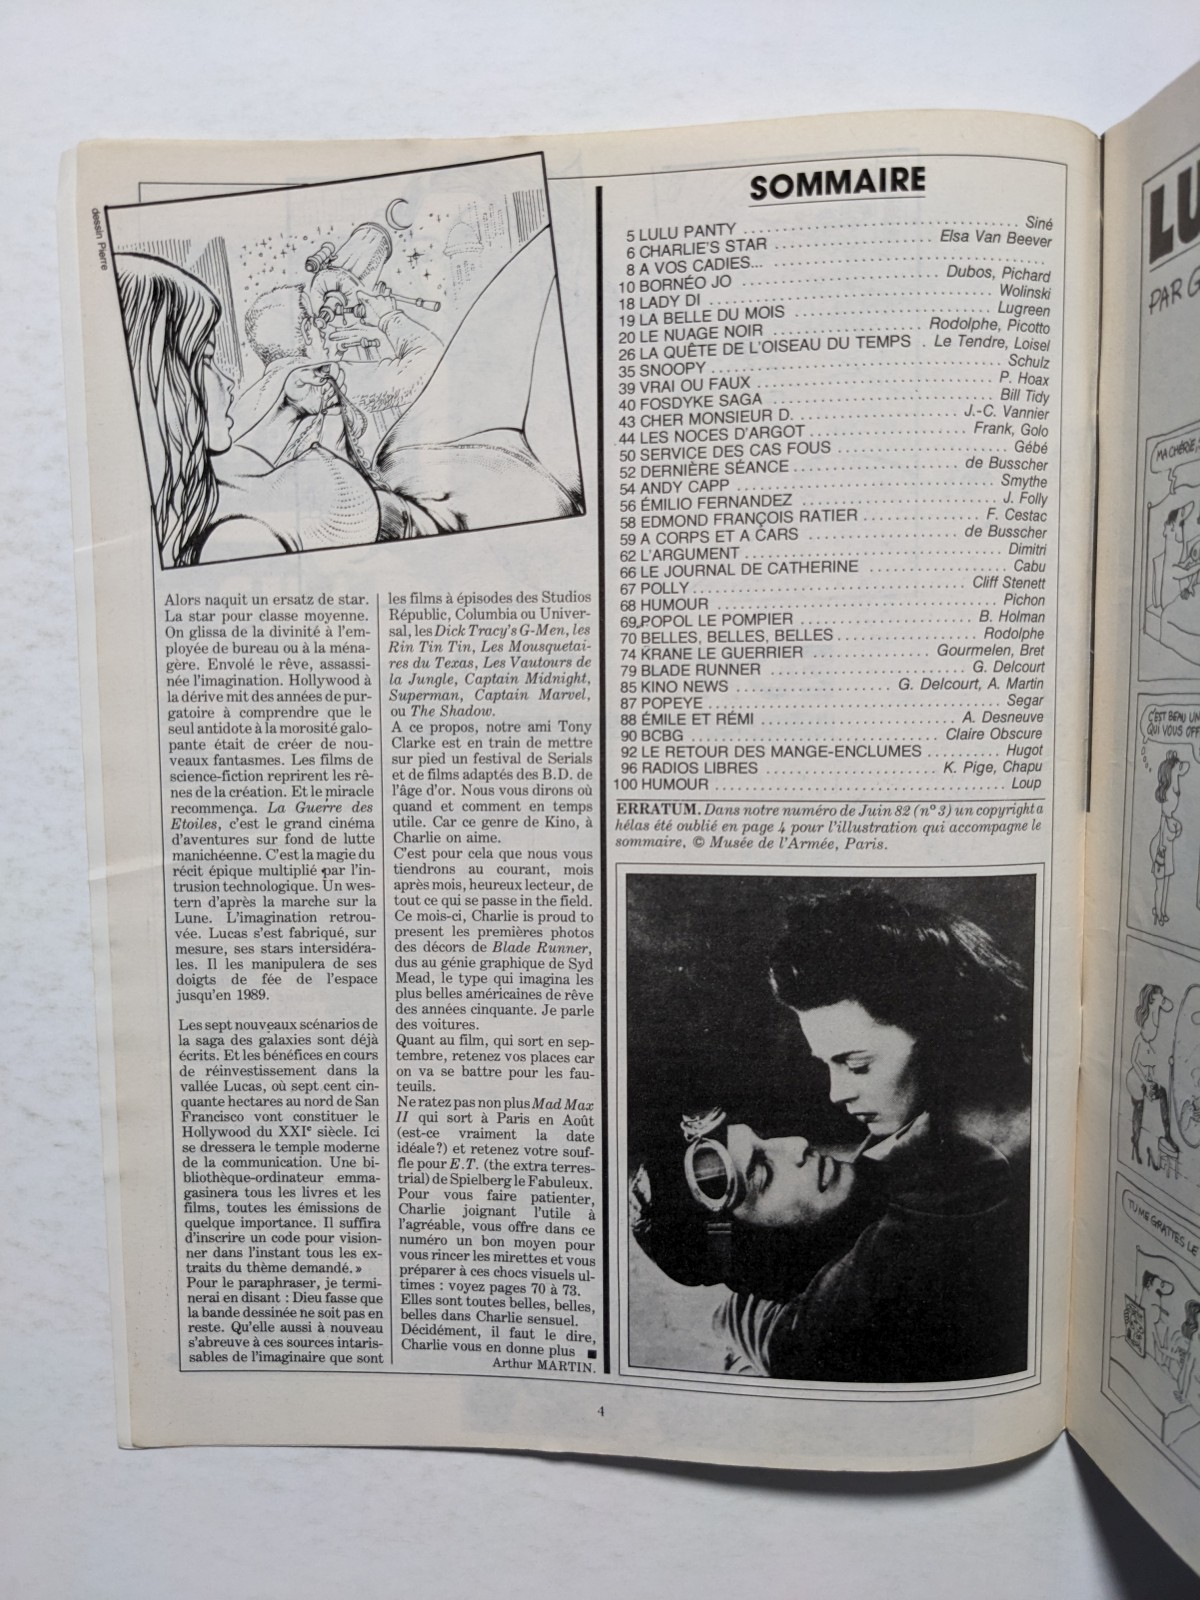 dessin Pierre
Alors naquit un ersatz de star.
La star pour classe moyenne.
On glissa de la divinité à l'em-
ployée de bureau ou à la ména-
gère. Envolé le rêve, assassi-
née l'imagination. Hollywood à
la dérive mit des années de pur-
gatoire à comprendre que le
seul antidote à la morosité galo-
pante était de créer de nou-
veaux fantasmes. Les films de
science-fiction reprirent les rê-
nes de la création. Et le miracle
recommença. La Guerre des
Etoiles, c'est le grand cinéma
d'aventures sur fond de lutte
manichéenne. C'est la magie du
récit épique multiplié par l'in-
trusion technologique. Un wes-
tern d'après la marche sur la
Lune. L'imagination retrou-
vée. Lucas s'est fabriqué, sur
mesure, ses stars intersidéra-
les. Il les manipulera de ses
doigts de fée de l'espace
jusqu'en 1989.
Les sept nouveaux scénarios de
la saga des galaxies sont déjà
écrits. Et les bénéfices en cours
de réinvestissement dans la
vallée Lucas, où sept cent cin-
quante hectares au nord de San
Francisco vont constituer le
Hollywood du XXIe siècle. Ici
se dressera le temple moderne
de la communication. Une bi-
bliothèque-ordinateur emma-
gasinera tous les livres et les
films, toutes les émissions de
quelque importance. Il suffira
d'inscrire un code pour vision-
ner dans l'instant tous les ex-
traits du thème demandé. »
Pour le paraphraser, je termi-
nerai en disant : Dieu fasse que
la bande dessinée ne soit pas en
reste. Qu'elle aussi à nouveau
s'abreuve à ces sources intaris-
sables de l'imaginaire que sont
les films à épisodes des Studios
Républic, Columbia ou Univer-
sal, les Dick Tracy's G-Men, les
Rin Tin Tin, Les Mousquetai-
res du Texas, Les Vautours de
la Jungle, Captain Midnight,
Superman, Captain Marvel,
ou The Shadow.
A ce propos, notre ami Tony
Clarke est en train de mettre
sur pied un festival de Serials
et de films adaptés des B.D. de
l'âge d'or. Nous vous dirons où
quand et comment en temps
utile. Car ce genre de Kino, à
Charlie on aime.
C'est pour cela que nous vous
tiendrons au courant, mois
après mois, heureux lecteur, de
tout ce qui se passe in the field.
Ce mois-ci, Charlie is proud to
present les premières photos
des décors de Blade Runner,
dus au génie graphique de Syd
Mead, le type qui imagina les
plus belles américaines de rêve
des années cinquante. Je parle
des voitures.
Quant au film, qui sort en sep-
tembre, retenez vos places car
on va se battre pour les fau-
teuils.
Ne ratez pas non plus Mad Max
II qui sort à Paris en Août
(est-ce vraiment la date
idéale?) et retenez votre souf-
fle pour E.T. (the extra terres-
trial) de Spielberg le Fabuleux.
Pour vous faire patienter,
Charlie joignant l'utile à
l'agréable, vous offre dans ce
numéro un bon moyen pour
vous rincer les mirettes et vous
préparer à ces chocs visuels ul-
times : voyez pages 70 à 73.
Elles sont toutes belles, belles,
belles dans Charlie sensuel.
Décidément, il faut le dire,
Charlie vous en donne plus ■
Arthur MARTIN.
SOMMAIRE
5 LULU PANTY ........ Siné
6 CHARLIE'S STAR ........ Elsa Van Beever
8 A VOS CADIES... ........
10 BORNÉO JO ........ Dubos, Pichard
18 LADY DI ........ Wolinski
19 LA BELLE DU MOIS ........ Lugreen
20 LE NUAGE NOIR ........ Rodolphe, Picotto
26 LA QUÊTE DE L'OISEAU DU TEMPS . Le Tendre, Loisel
35 SNOOPY ........ Schulz
39 VRAI OU FAUX ........ P. Hoax
40 FOSDYKE SAGA ........ Bill Tidy
43 CHER MONSIEUR D. ........ J.-C. Vannier
44 LES NOCES D'ARGOT ........ Frank, Golo
50 SERVICE DES CAS FOUS ........ Gébé
52 DERNIÈRE SÉANCE ........ de Busscher
54 ANDY CAPP ........ Smythe
56 ÉMILIO FERNANDEZ ........ J. Folly
58 EDMOND FRANÇOIS RATIER ........ F. Cestac
59 A CORPS ET A CARS ........ de Busscher
62 L'ARGUMENT ........ Dimitri
66 LE JOURNAL DE CATHERINE ........ Cabu
67 POLLY ........ Cliff Stenett
68 HUMOUR ........ Pichon
69 POPOL LE POMPIER ........ B. Holman
70 BELLES, BELLES, BELLES ........ Rodolphe
74 KRANE LE GUERRIER ........ Gourmelen, Bret
79 BLADE RUNNER ........ G. Delcourt
85 KINO NEWS ........ G. Delcourt, A. Martin
87 POPEYE ........ Segar
88 ÉMILE ET RÉMI ........ A. Desneuve
90 BCBG ........ Claire Obscure
92 LE RETOUR DES MANGE-ENCLUMES ........ Hugot
96 RADIOS LIBRES ........ K. Pige, Chapu
100 HUMOUR ........ Loup
ERRATUM. Dans notre numéro de Juin 82 (n° 3) un copyright a
hélas été oublié en page 4 pour l'illustration qui accompagne le
sommaire. © Musée de l'Armée, Paris.
4
LU
PAR G
MA CHÉRIE,
C'EST BEAU UN
QUI VOUS OFF
TU ME GRATTES LE